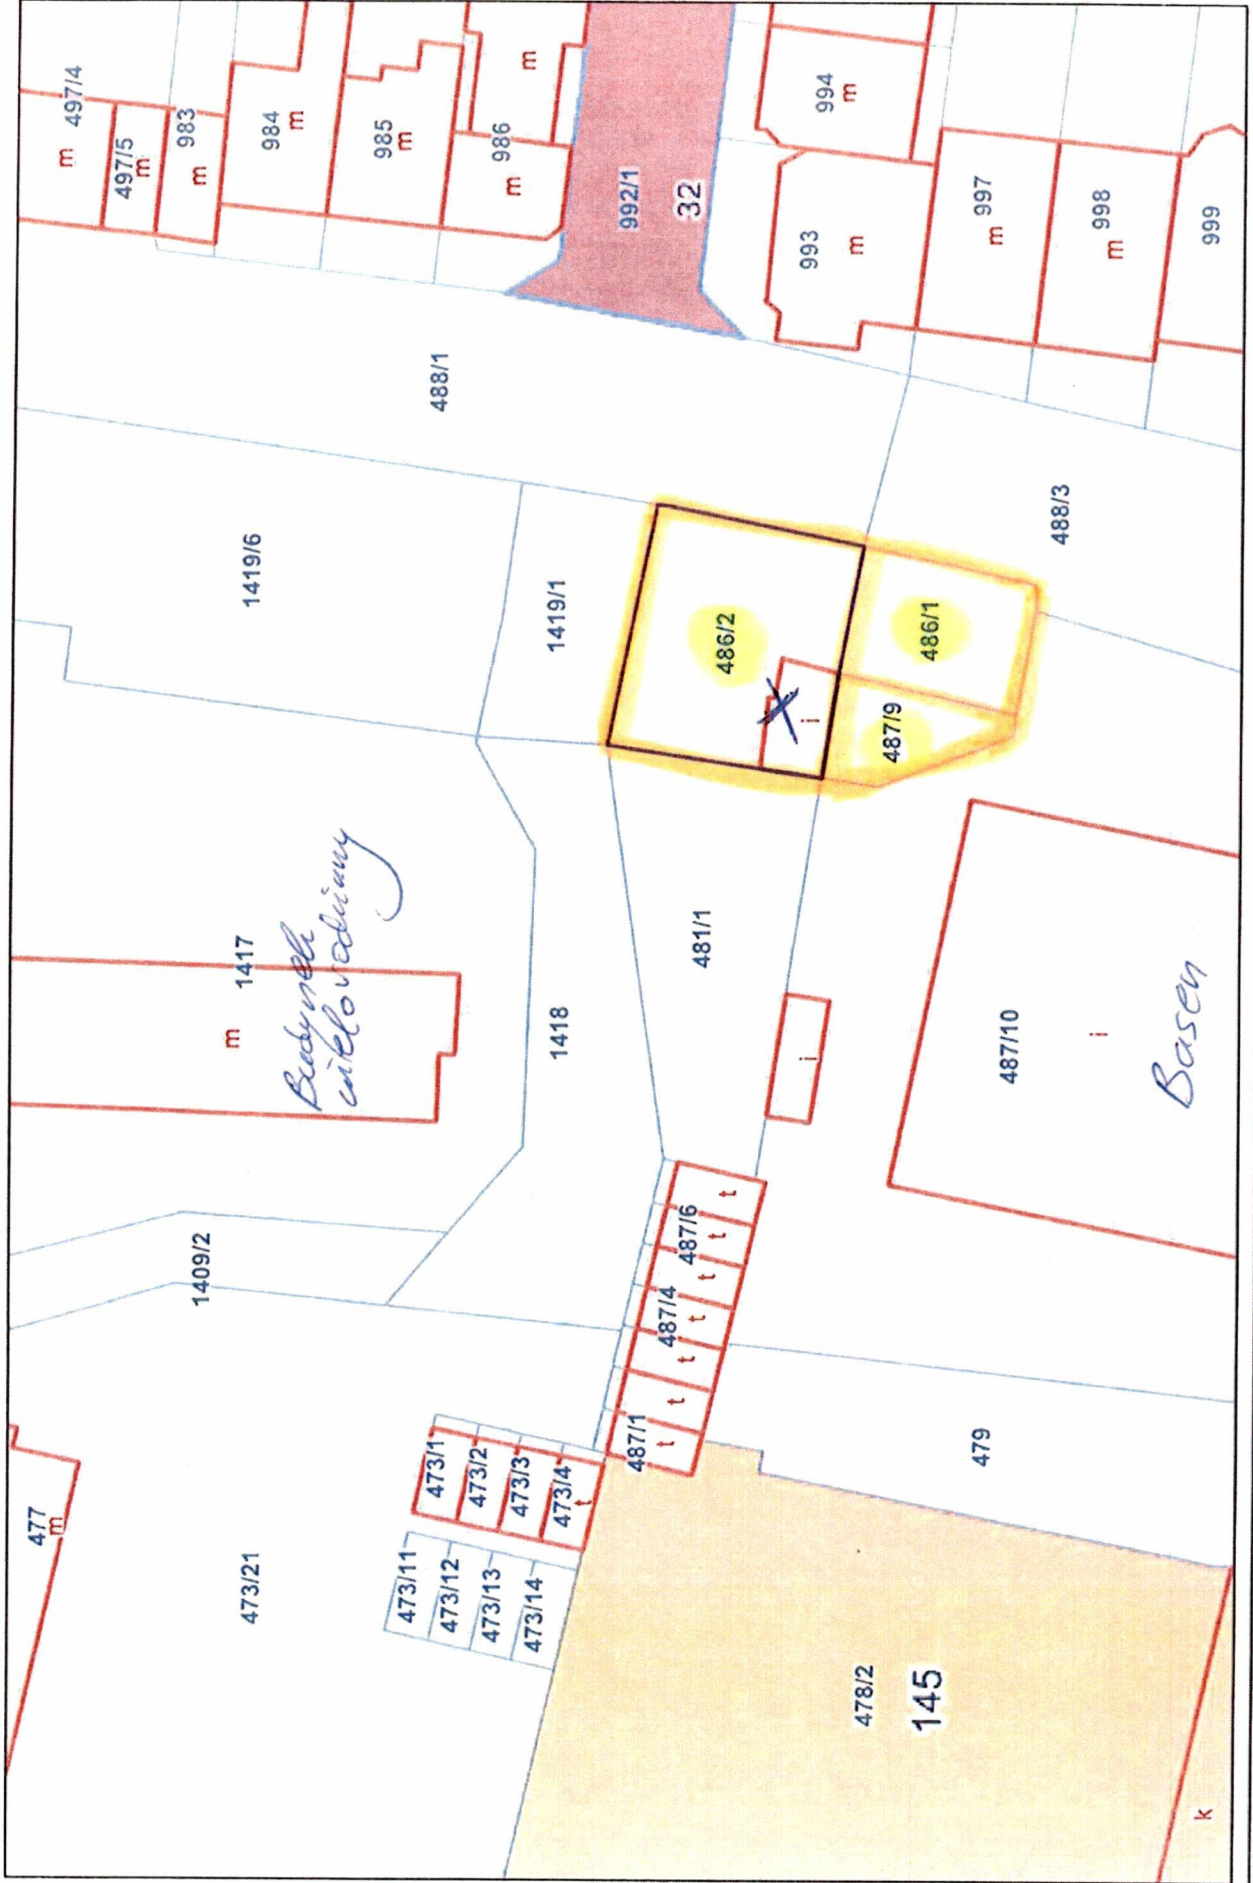 477
m
497/4
m
497/5
m
983
m
1409/2
473/21
1417
m
Budynek
wielorodzinny
1419/6
984
m
985
m
473/11
473/12
473/13
473/14
473/1
473/2
473/3
473/4
t
488/1
986
m
m
1418
1419/1
992/1
32
487/1
t
t
t
487/4
t
t
487/6
t
t
481/1
486/2
X
i
i
993
m
994
m
478/2
145
487/9
486/1
479
487/10
i
Basen
488/3
997
m
998
m
999
k